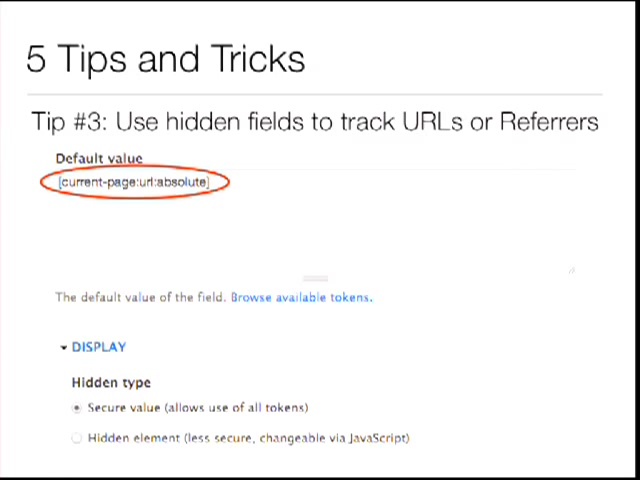 5 Tips and Tricks
Tip #3: Use hidden fields to track URLs or Referrers
Default value
[current-page:url:absolute]
The default value of the field. Browse available tokens.
DISPLAY
Hidden type
Secure value (allows use of all tokens)
Hidden element (less secure, changeable via JavaScript)